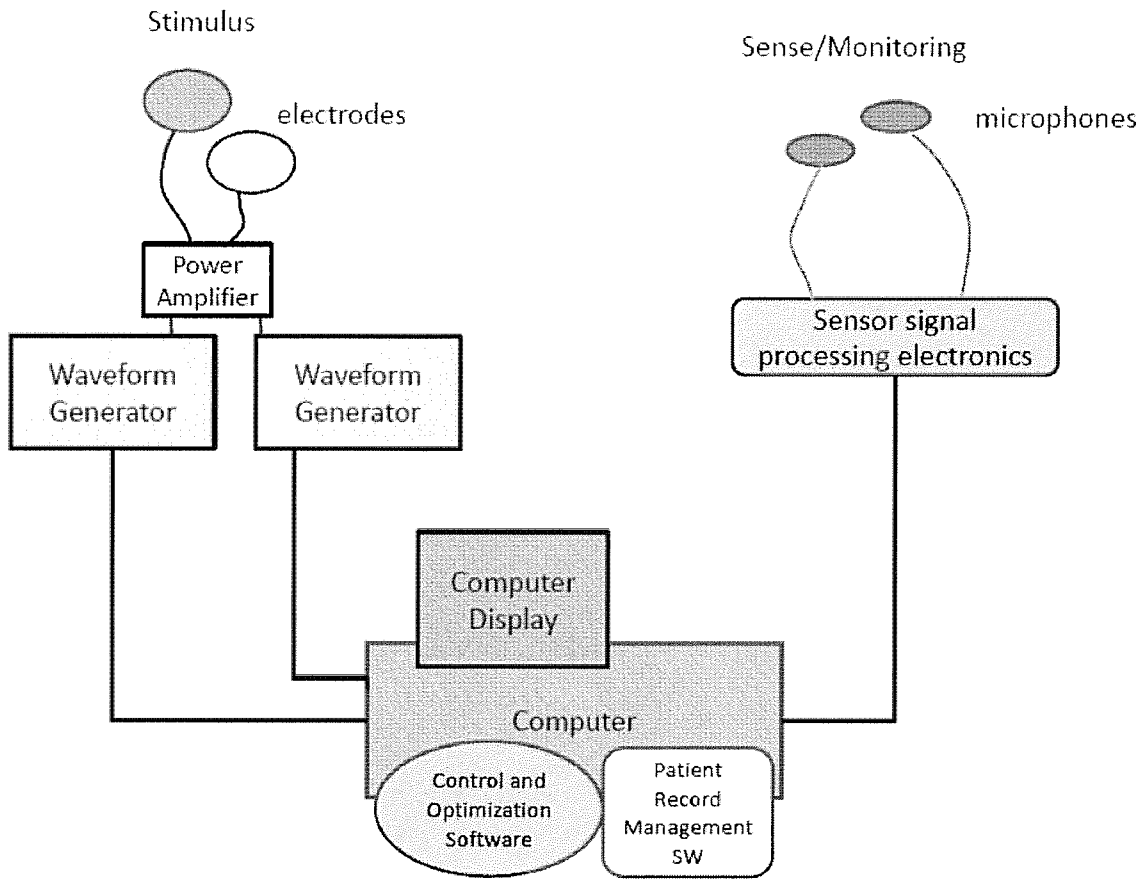 Stimulus
electrodes
Sense/Monitoring
microphones
Power
Amplifier
Waveform
Generator
Waveform
Generator
Sensor signal
processing electronics
Computer
Display
Computer
Control and
Optimization
Software
Patient
Record
Management
SW